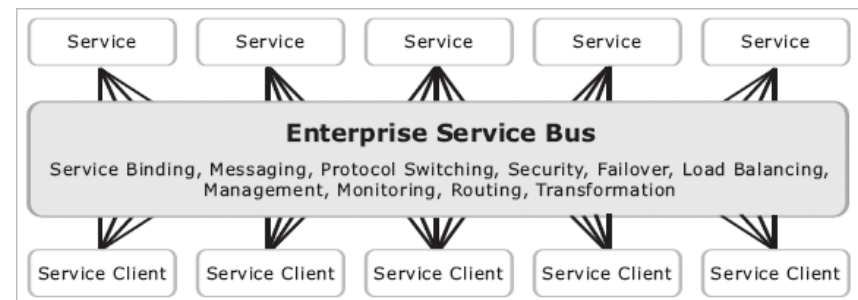 Service Service Service Service Service
Enterprise Service Bus
Service Binding, Messaging, Protocol Switching, Security, Failover, Load Balancing,
Management, Monitoring, Routing, Transformation
Service Client Service Client Service Client Service Client Service Client